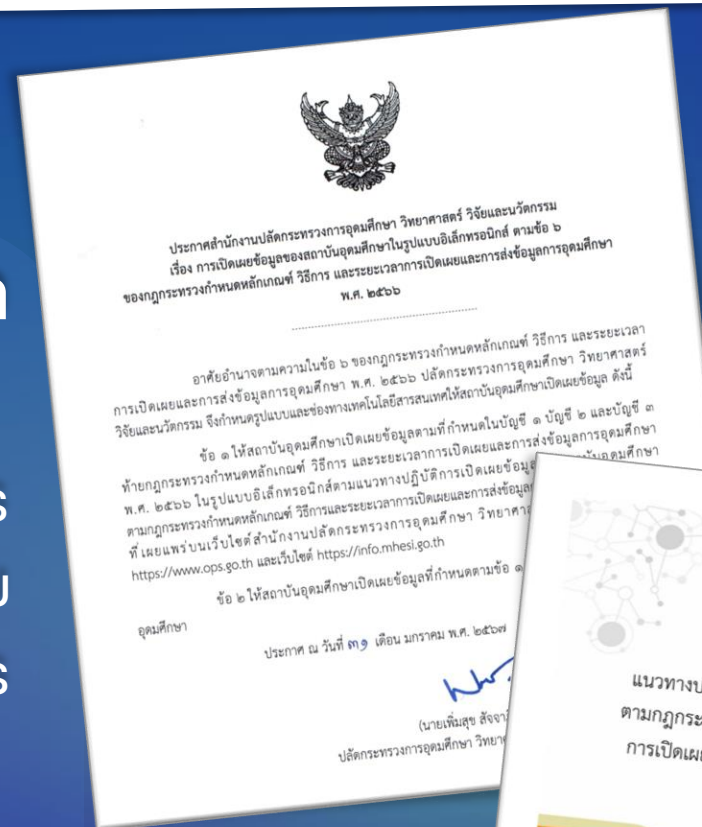 ประกาศสำนักงานปลัดกระทรวงการอุดมศึกษา วิทยาศาสตร์ วิจัยและนวัตกรรม
เรื่อง การเปิดเผยข้อมูลของสถาบันอุดมศึกษาในรูปแบบอิเล็กทรอนิกส์ ตามข้อ ๖
ของกฎกระทรวงกำหนดหลักเกณฑ์ วิธีการ และระยะเวลาการเปิดเผยและการส่งข้อมูลการอุดมศึกษา
พ.ศ. ๒๕๖๖
อาศัยอำนาจตามความในข้อ ๖ ของกฎกระทรวงกำหนดหลักเกณฑ์ วิธีการ และระยะเวลา
การเปิดเผยและการส่งข้อมูลการอุดมศึกษา พ.ศ. ๒๕๖๖ ปลัดกระทรวงการอุดมศึกษา วิทยาศาสตร์
วิจัยและนวัตกรรม จึงกำหนดรูปแบบและช่องทางเทคโนโลยีสารสนเทศให้สถาบันอุดมศึกษาเปิดเผยข้อมูล ดังนี้
ข้อ ๑ ให้สถาบันอุดมศึกษาเปิดเผยข้อมูลตามที่กำหนดในบัญชี ๑ บัญชี ๒ และบัญชี ๓
ท้ายกฎกระทรวงกำหนดหลักเกณฑ์ วิธีการ และระยะเวลาการเปิดเผยและการส่งข้อมูลการอุดมศึกษา
พ.ศ. ๒๕๖๖ ในรูปแบบอิเล็กทรอนิกส์ตามแนวทางปฏิบัติการเปิดเผยข้อมูล
ตามกฎกระทรวงกำหนดหลักเกณฑ์ วิธีการและระยะเวลาการเปิดเผยและการส่งข้อมูล
ที่เผยแพร่บนเว็บไซต์สำนักงานปลัดกระทรวงการอุดมศึกษา
https://www.ops.go.th และเว็บไซต์ https://info.mhesi.go.th
ข้อ ๒ ให้สถาบันอุดมศึกษาเปิดเผยข้อมูลที่กำหนดตามข้อ ๑
อุดมศึกษา
ประกาศ ณ วันที่ ๓๑ เดือน มกราคม พ.ศ. ๒๕๖๗
(นายเพิ่มสุข
ปลัดกระทรวงการอุดมศึกษา